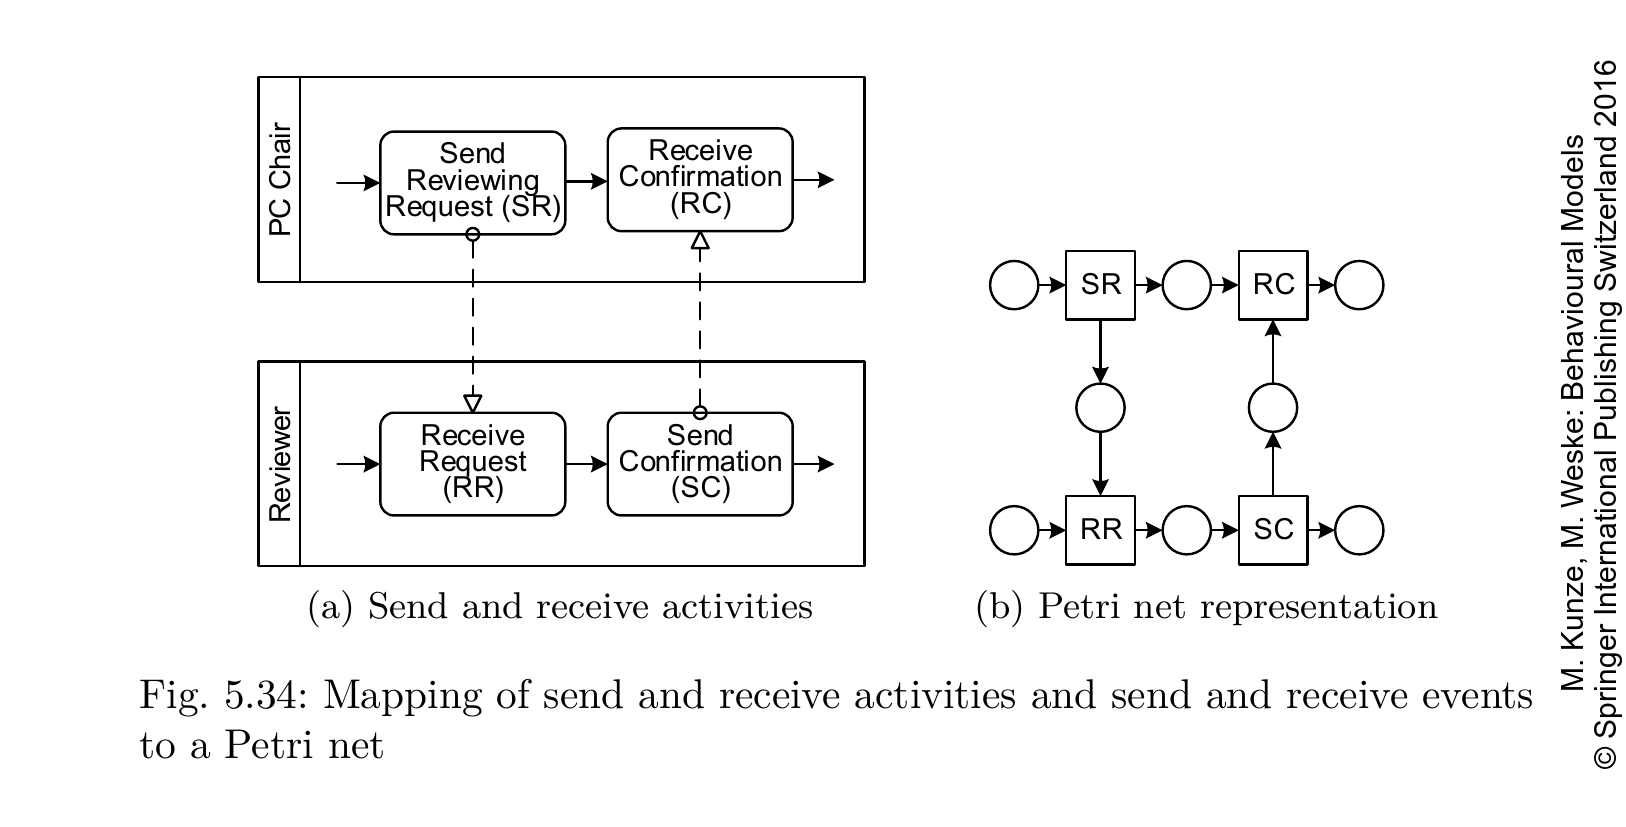 PC Chair
Send
Reviewing
Request (SR)
Receive
Confirmation
(RC)
Reviewer
Receive
Request
(RR)
Send
Confirmation
(SC)
(a) Send and receive activities
SR
RC
RR
SC
(b) Petri net representation
Fig. 5.34: Mapping of send and receive activities and send and receive events
to a Petri net
M. Kunze, M. Weske: Behavioural Models
© Springer International Publishing Switzerland 2016